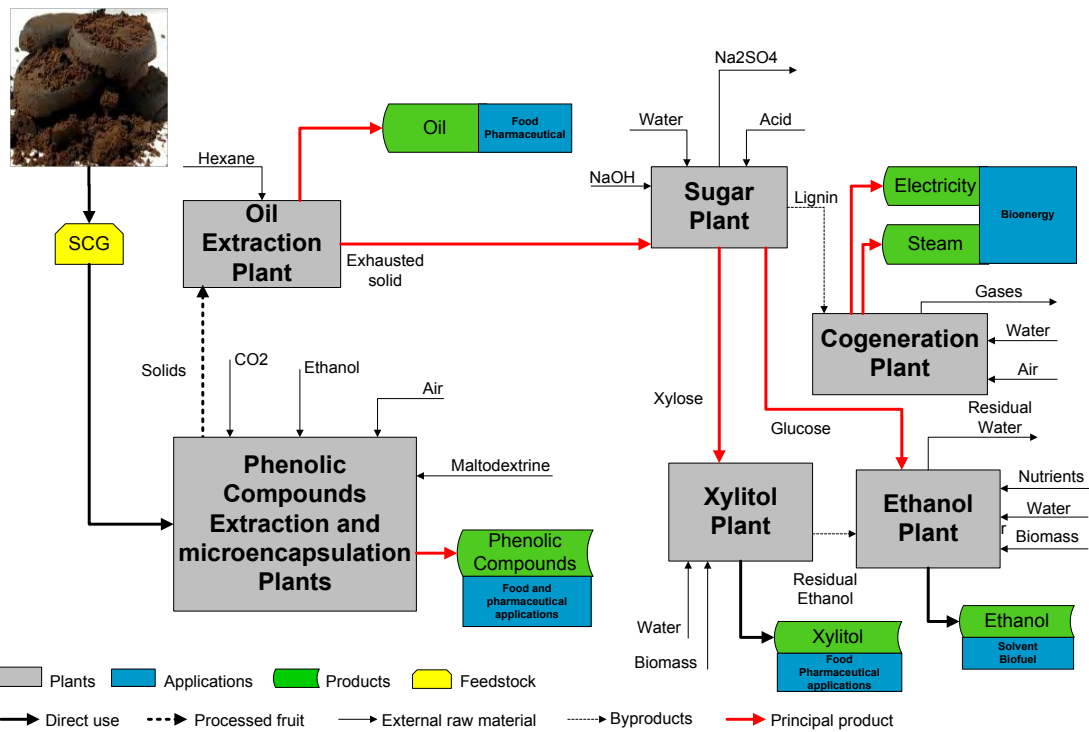 Na2SO4
Water
Acid
Oil
Food
Pharmaceutical
Hexane
NaOH
Sugar
Plant
Lignin
Electricity
Bioenergy
Steam
SCG
Oil
Extraction
Plant
Exhausted
solid
Gases
Cogeneration
Plant
Water
Air
Solids
CO2
Ethanol
Air
Xylose
Glucose
Residual
Water
Phenolic
Compounds
Extraction and
microencapsulation
Plants
Maltodextrine
Xylitol
Plant
Ethanol
Plant
Nutrients
Water
r
Biomass
Phenolic
Compounds
Food and
pharmaceutical
applications
Residual
Ethanol
Water
Biomass
Xylitol
Food
Pharmaceutical
applications
Ethanol
Solvent
Biofuel
Plants
Applications
Products
Feedstock
Direct use
Processed fruit
External raw material
Byproducts
Principal product